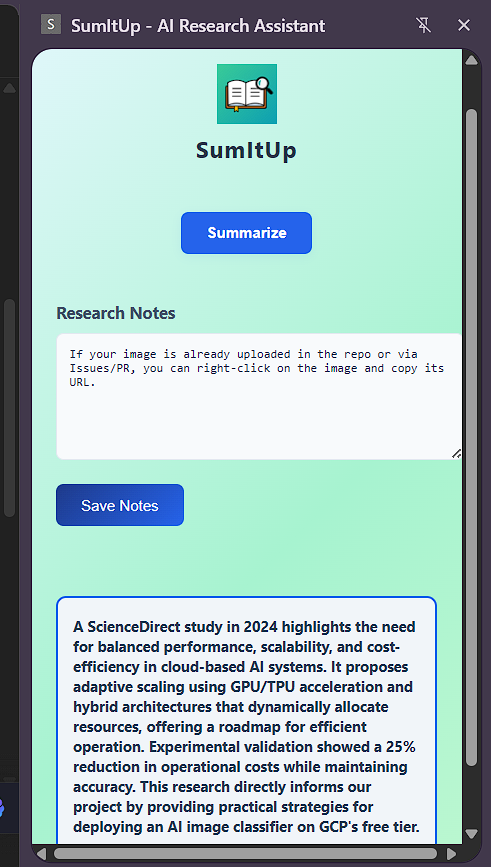 S SumItUp - AI Research Assistant
SumItUp
Summarize
Research Notes
If your image is already uploaded in the repo or via
Issues/PR, you can right-click on the image and copy its
URL.
Save Notes
A ScienceDirect study in 2024 highlights the need
for balanced performance, scalability, and cost-
efficiency in cloud-based AI systems. It proposes
adaptive scaling using GPU/TPU acceleration and
hybrid architectures that dynamically allocate
resources, offering a roadmap for efficient
operation. Experimental validation showed a 25%
reduction in operational costs while maintaining
accuracy. This research directly informs our
project by providing practical strategies for
deploying an AI image classifier on GCP's free tier.